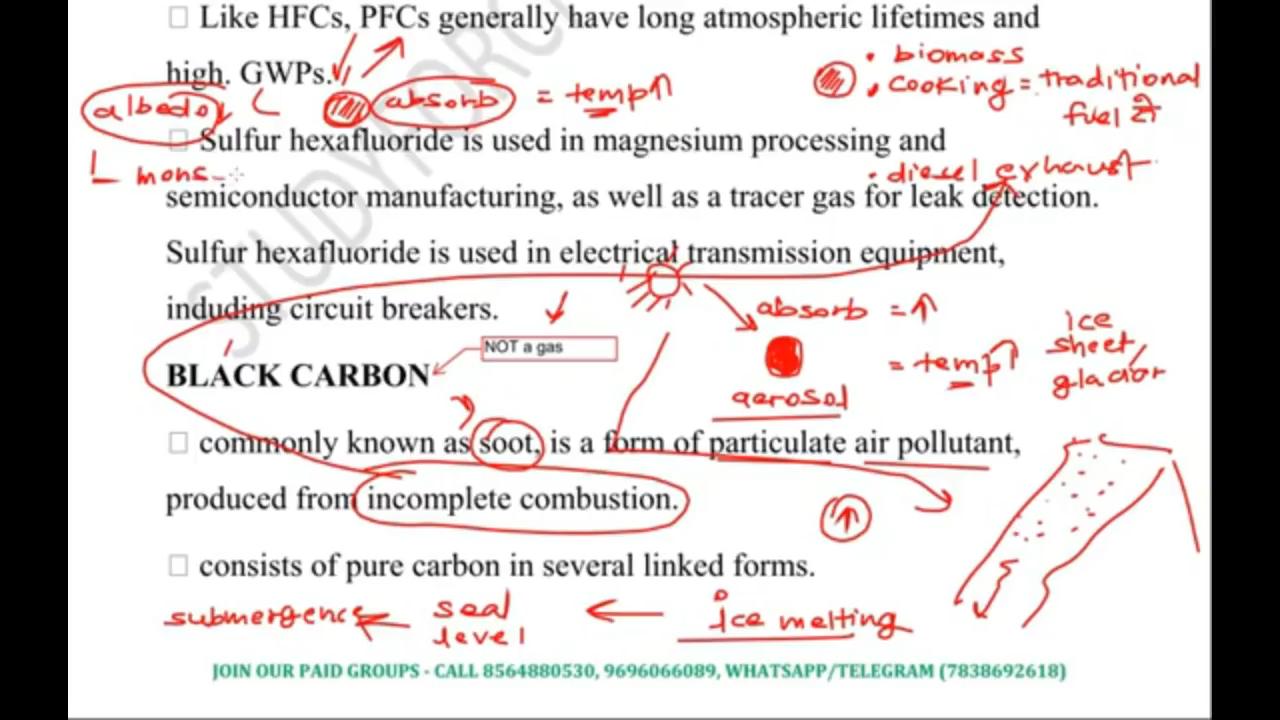 □ Like HFCs, PFCs generally have long atmospheric lifetimes and
high. GWPs.
• biomass
• cooking = traditional
fuel से
albedo
absorb = temp↑
□ Sulfur hexafluoride is used in magnesium processing and
mons
• diesel exhaust
semiconductor manufacturing, as well as a tracer gas for leak detection.
Sulfur hexafluoride is used in electrical transmission equipment,
including circuit breakers.
absorb = ↑
ice
sheet/
glacior
NOT a gas
= temp↑
BLACK CARBON
aerosol
□ commonly known as soot, is a form of particulate air pollutant,
produced from incomplete combustion.
□ consists of pure carbon in several linked forms.
submergence ← seal level ← ice melting
JOIN OUR PAID GROUPS - CALL 8564880530, 9696066089, WHATSAPP/TELEGRAM (7838692618)